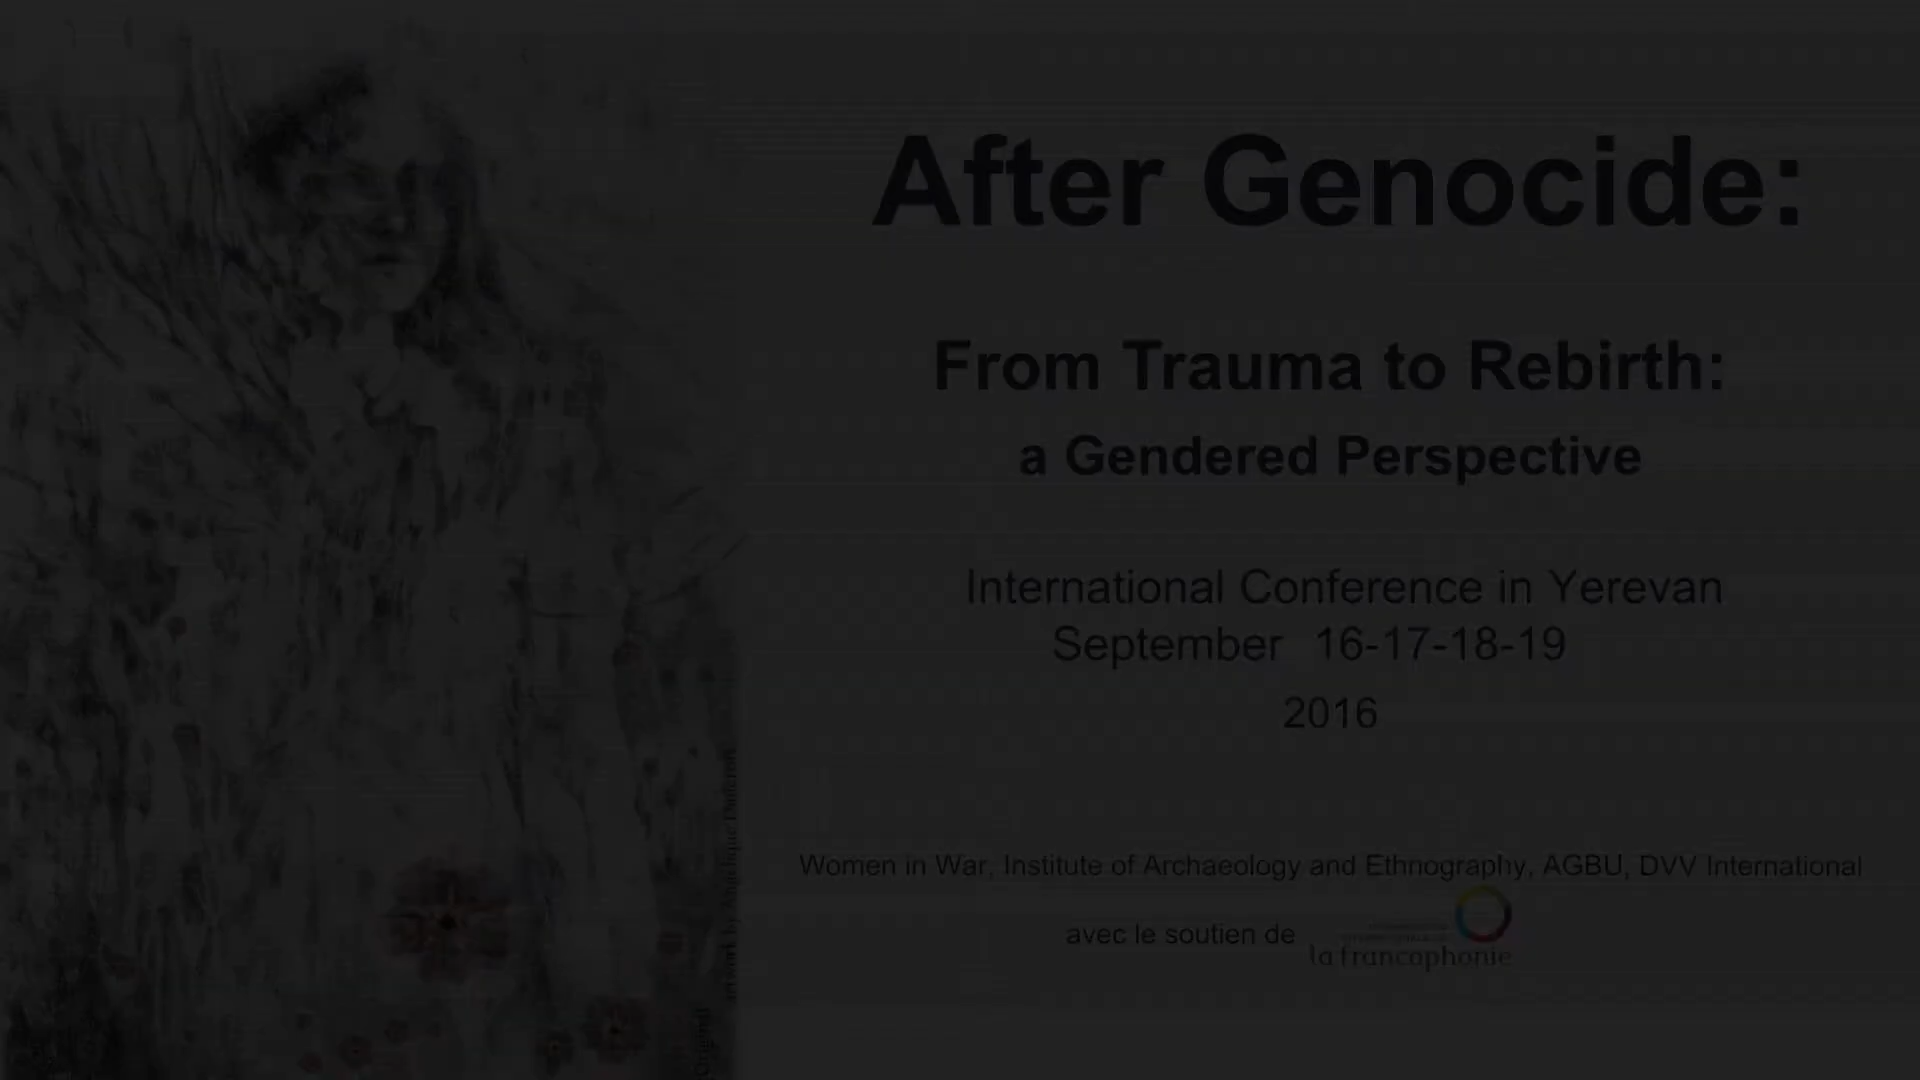 After Genocide:
From Trauma to Rebirth:
a Gendered Perspective
International Conference in Yerevan
September 16-17-18-19
2016
Women in War, Institute of Archaeology and Ethnography, AGBU, DVV International
avec le soutien de
la francophonie